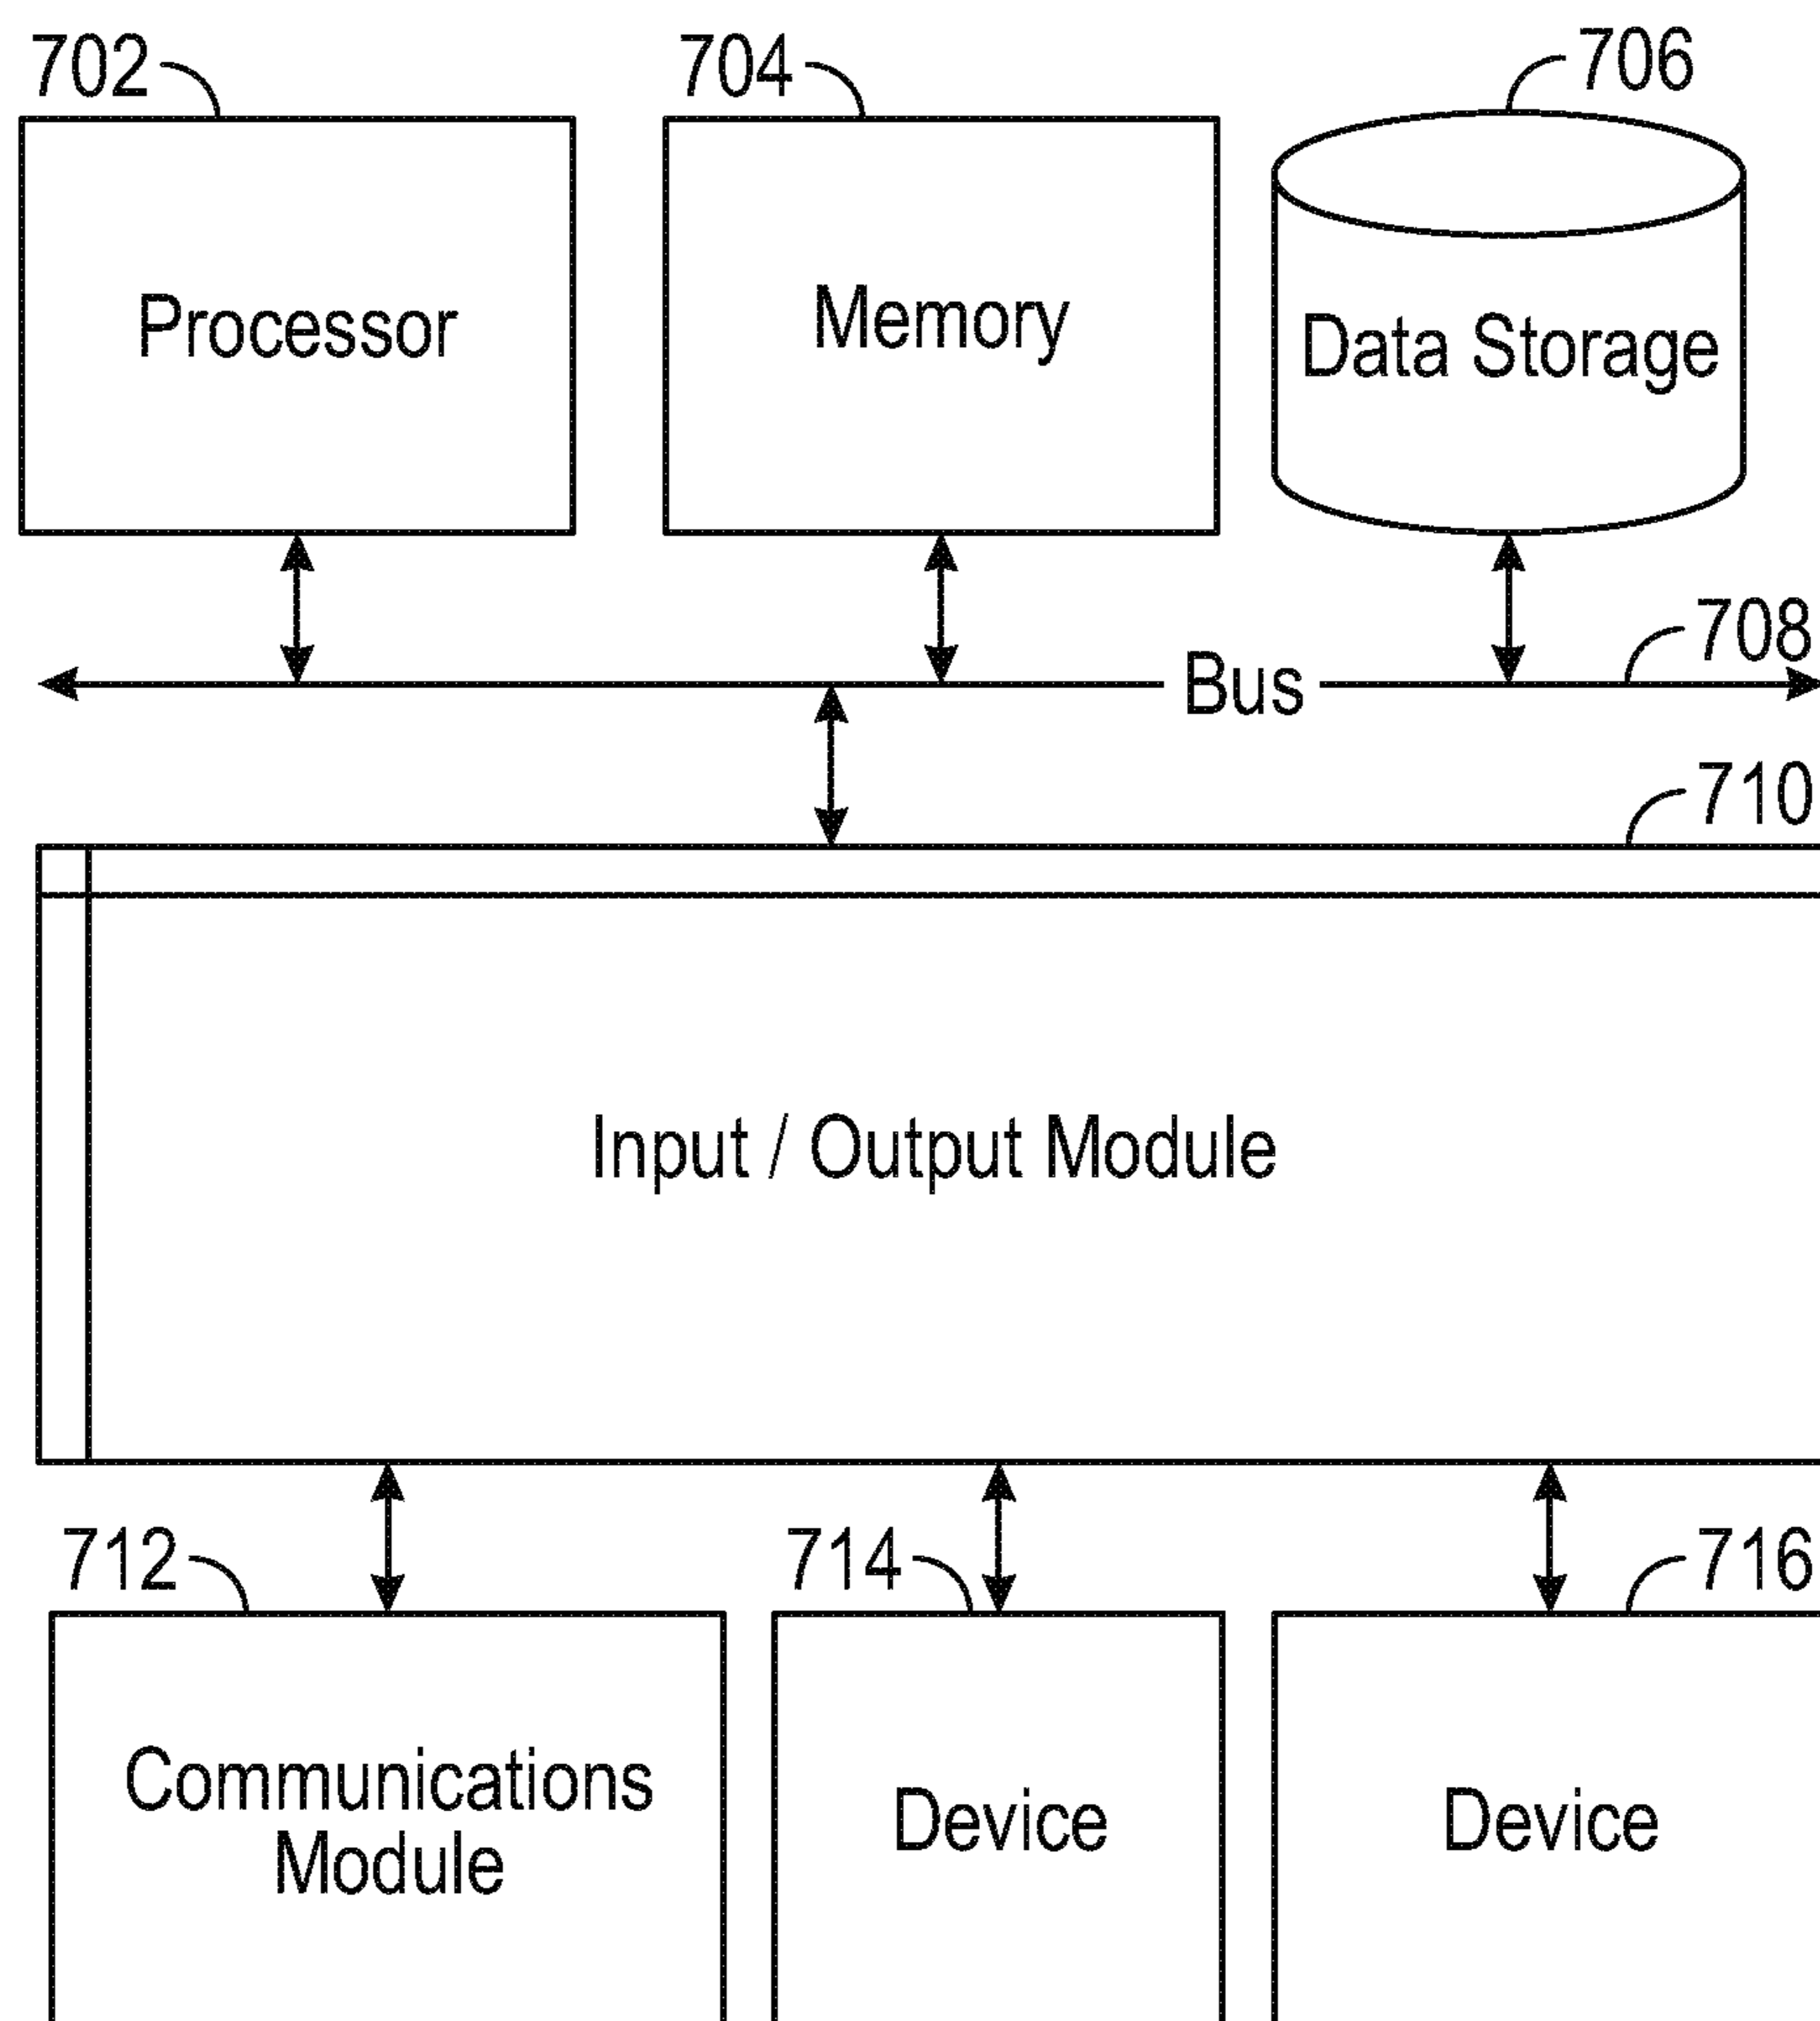 702
704
706
Processor
Memory
Data Storage
708
Bus
710
Input / Output Module
712
714
716
Communications
Module
Device
Device